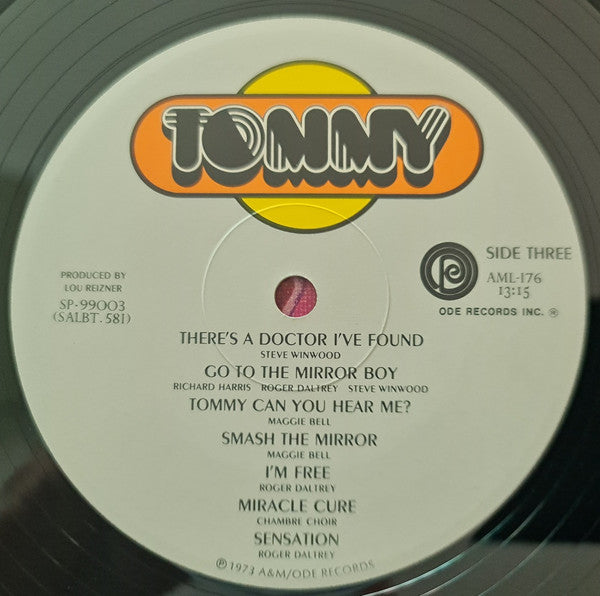 TOMMY
PRODUCED BY
LOU REIZNER
SP-99003
(SALBT. 581)
SIDE THREE
AML-176
13:15
ODE RECORDS INC. ®
THERE'S A DOCTOR I'VE FOUND
STEVE WINWOOD
GO TO THE MIRROR BOY
RICHARD HARRIS ROGER DALTREY STEVE WINWOOD
TOMMY CAN YOU HEAR ME?
MAGGIE BELL
SMASH THE MIRROR
MAGGIE BELL
I'M FREE
ROGER DALTREY
MIRACLE CURE
CHAMBRE CHOIR
SENSATION
ROGER DALTREY
℗1973 A&M/ODE RECORDS